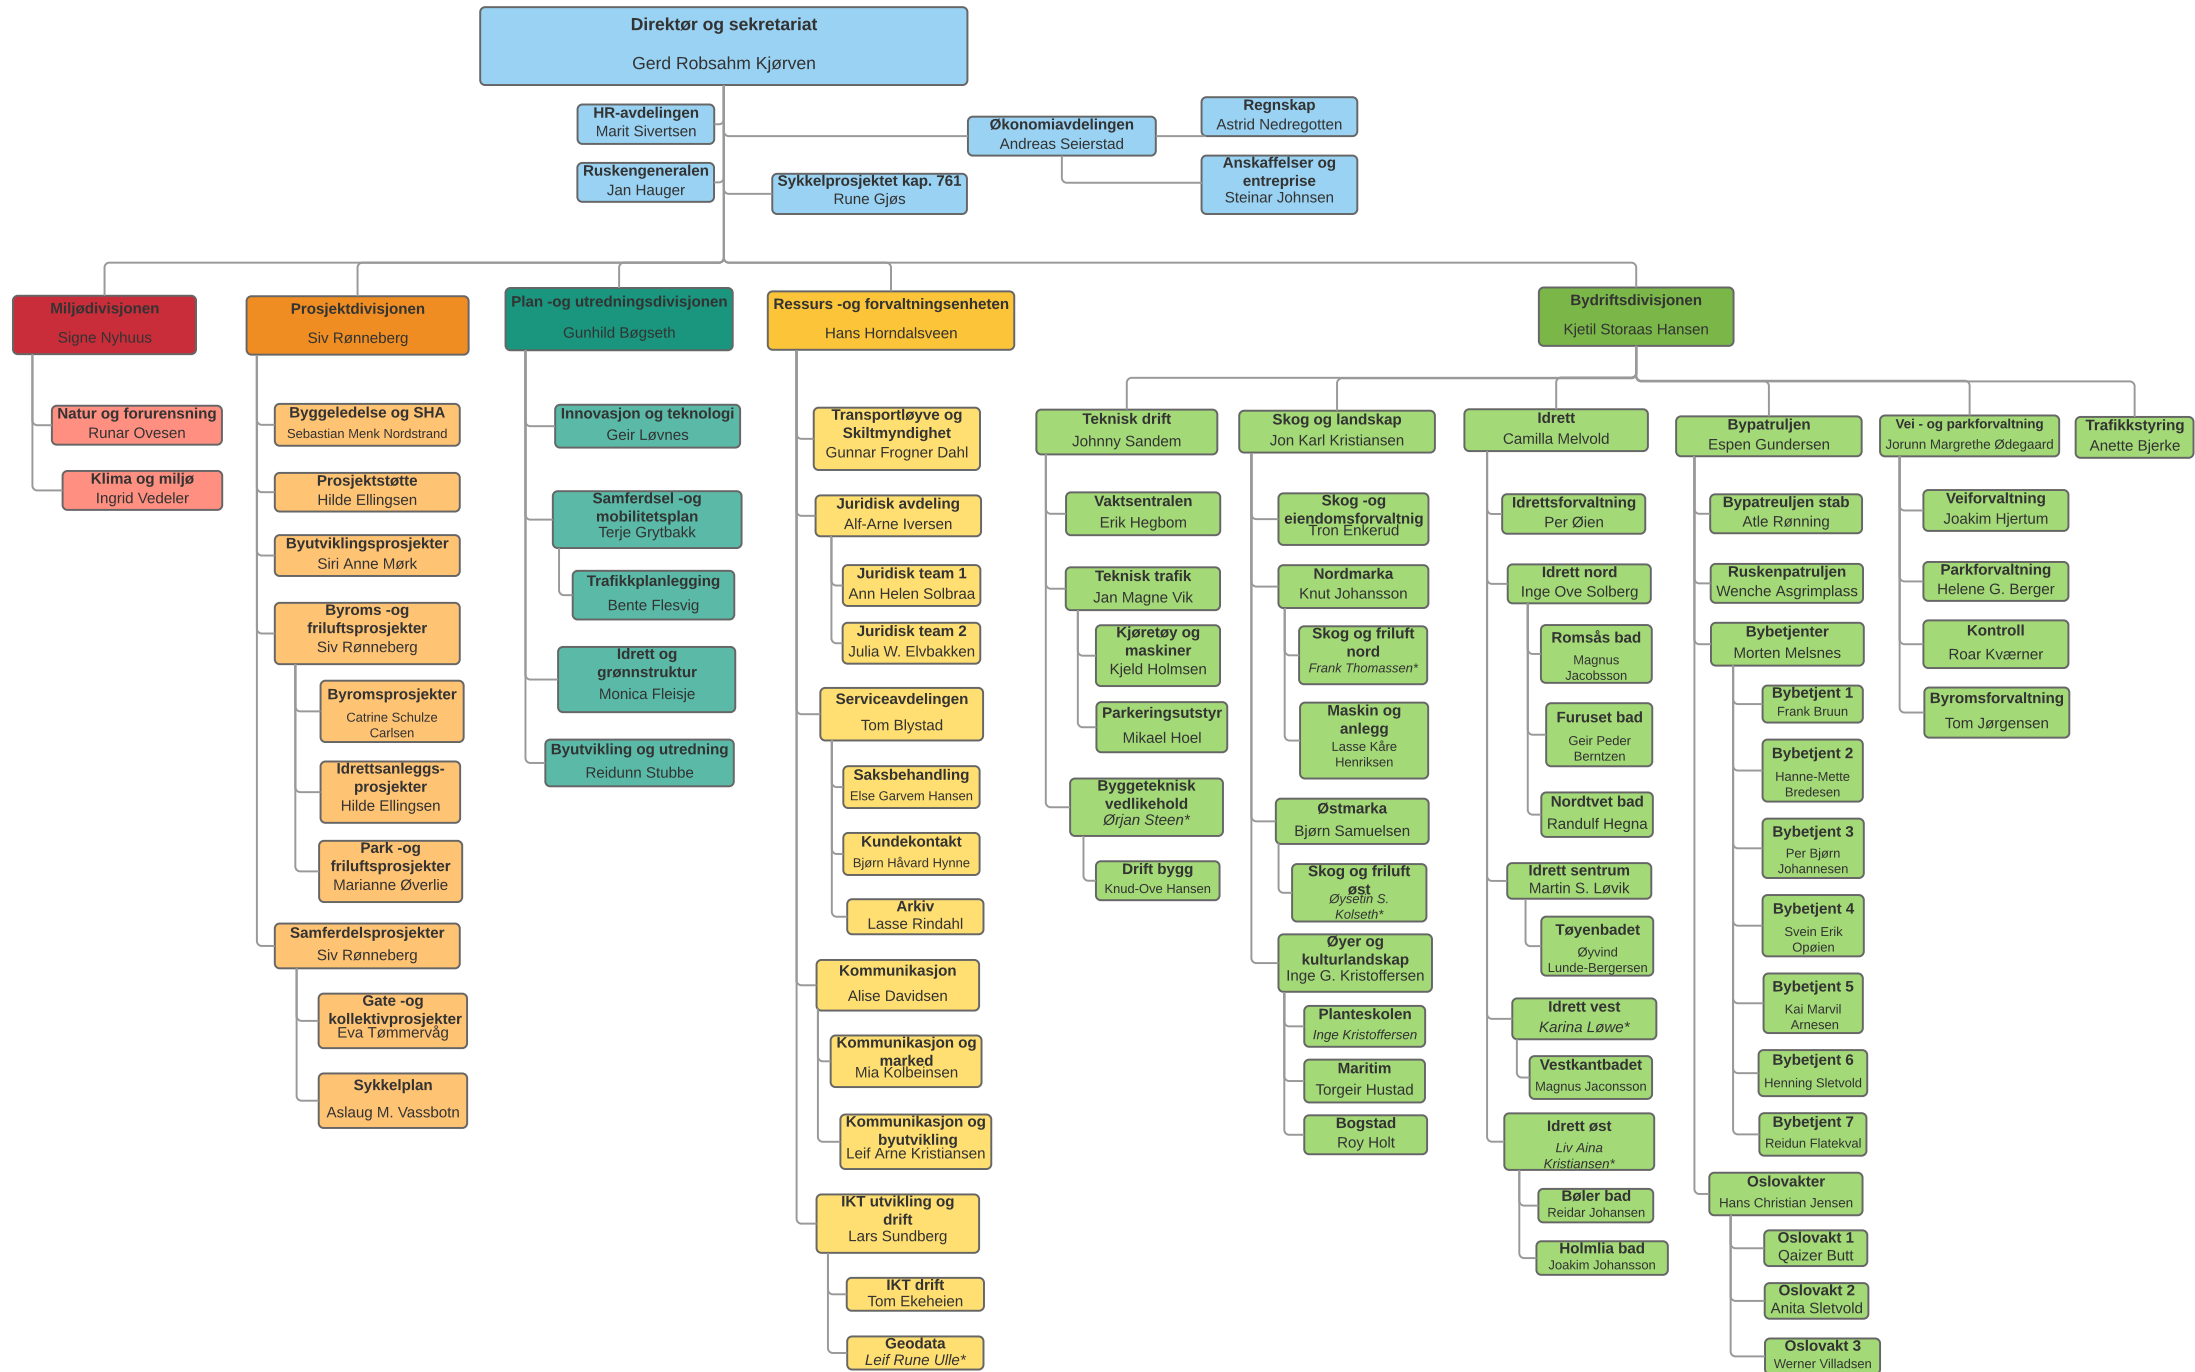 Direktør og sekretariat
Gerd Robsahm Kjørven
HR-avdelingen
Marit Sivertsen
Ruskengeneralen
Jan Hauger
Sykkelprosjektet kap. 761
Rune Gjøs
Økonomiavdelingen
Andreas Seierstad
Regnskap
Astrid Nedregotten
Anskaffelser og
entreprise
Steinar Johnsen
Miljødivisjonen
Signe Nyhuus
Natur og forurensning
Runar Ovesen
Klima og miljø
Ingrid Vedeler
Prosjektdivisjonen
Siv Rønneberg
Byggeledelse og SHA
Sebastian Menk Nordstrand
Prosjektstøtte
Hilde Ellingsen
Byutviklingsprosjekter
Siri Anne Mørk
Byroms -og
friluftsprosjekter
Siv Rønneberg
Byromsprosjekter
Catrine Schulze
Carlsen
Idrettsanleggs-
prosjekter
Hilde Ellingsen
Park -og
friluftsprosjekter
Marianne Øverlie
Samferdelsprosjekter
Siv Rønneberg
Gate -og
kollektivprosjekter
Eva Tømmervåg
Sykkelplan
Aslaug M. Vassbotn
Plan -og utredningsdivisjonen
Gunhild Bøgseth
Innovasjon og teknologi
Geir Løvnes
Samferdsel -og
mobilitetsplan
Terje Grytbakk
Trafikkplanlegging
Bente Flesvig
Idrett og
grønnstruktur
Monica Fleisje
Byutvikling og utredning
Reidunn Stubbe
Ressurs -og forvaltningsenheten
Hans Horndalsveen
Transportløyve og
Skiltmyndighet
Gunnar Frogner Dahl
Juridisk avdeling
Alf-Arne Iversen
Juridisk team 1
Ann Helen Solbraa
Juridisk team 2
Julia W. Elvbakken
Serviceavdelingen
Tom Blystad
Saksbehandling
Else Garvem Hansen
Kundekontakt
Bjørn Håvard Hynne
Arkiv
Lasse Rindahl
Kommunikasjon
Alise Davidsen
Kommunikasjon og
marked
Mia Kolbeinsen
Kommunikasjon og
byutvikling
Leif Arne Kristiansen
IKT utvikling og
drift
Lars Sundberg
IKT drift
Tom Ekeheien
Geodata
Leif Rune Ulle*
Bydriftsdivisjonen
Kjetil Storaas Hansen
Teknisk drift
Johnny Sandem
Vaktsentralen
Erik Hegbom
Teknisk trafik
Jan Magne Vik
Kjøretøy og
maskiner
Kjeld Holmsen
Parkeringsutstyr
Mikael Hoel
Byggeteknisk
vedlikehold
Ørjan Steen*
Drift bygg
Knud-Ove Hansen
Skog og landskap
Jon Karl Kristiansen
Skog -og
eiendomsforvaltnig
Tron Enkerud
Nordmarka
Knut Johansson
Skog og friluft
nord
Frank Thomassen*
Maskin og
anlegg
Lasse Kåre
Henriksen
Østmarka
Bjørn Samuelsen
Skog og friluft
øst
Øysetin S.
Kolseth*
Øyer og
kulturlandskap
Inge G. Kristoffersen
Planteskolen
Inge Kristoffersen
Maritim
Torgeir Hustad
Bogstad
Roy Holt
Idrett
Camilla Melvold
Idrettsforvaltning
Per Øien
Idrett nord
Inge Ove Solberg
Romsås bad
Magnus
Jacobsson
Furuset bad
Geir Peder
Berntzen
Nordtvet bad
Randulf Hegna
Idrett sentrum
Martin S. Løvik
Tøyenbadet
Øyvind
Lunde-Bergersen
Idrett vest
Karina Løwe*
Vestkantbadet
Magnus Jaconsson
Idrett øst
Liv Aina
Kristiansen*
Bøler bad
Reidar Johansen
Holmlia bad
Joakim Johansson
Bypatruljen
Espen Gundersen
Bypatreuljen stab
Atle Rønning
Ruskenpatruljen
Wenche Asgrimplass
Bybetjenter
Morten Melsnes
Bybetjent 1
Frank Bruun
Bybetjent 2
Hanne-Mette
Bredesen
Bybetjent 3
Per Bjørn
Johannesen
Bybetjent 4
Svein Erik
Opøien
Bybetjent 5
Kai Marvil
Arnesen
Bybetjent 6
Henning Sletvold
Bybetjent 7
Reidun Flatekval
Oslovakter
Hans Christian Jensen
Oslovakt 1
Qaizer Butt
Oslovakt 2
Anita Sletvold
Oslovakt 3
Werner Villadsen
Vei - og parkforvaltning
Jorunn Margrethe Ødegaard
Veiforvaltning
Joakim Hjertum
Parkforvaltning
Helene G. Berger
Kontroll
Roar Kværner
Byromsforvaltning
Tom Jørgensen
Trafikkstyring
Anette Bjerke